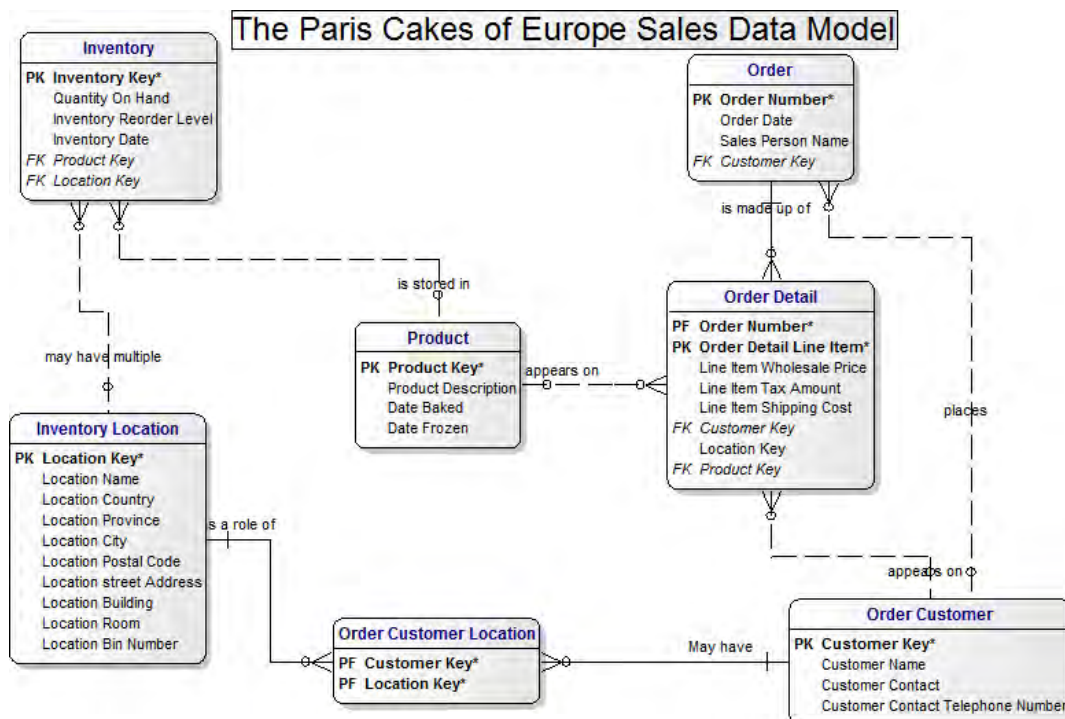 The Paris Cakes of Europe Sales Data Model
Inventory
PK Inventory Key*
Quantity On Hand
Inventory Reorder Level
Inventory Date
FK Product Key
FK Location Key
Order
PK Order Number*
Order Date
Sales Person Name
FK Customer Key
is made up of
is stored in
Order Detail
PF Order Number*
PK Order Detail Line Item*
Line Item Wholesale Price
Line Item Tax Amount
Line Item Shipping Cost
FK Customer Key
Location Key
FK Product Key
Product
PK Product Key*
Product Description
Date Baked
Date Frozen
appears on
may have multiple
places
Inventory Location
PK Location Key*
Location Name
Location Country
Location Province
Location City
Location Postal Code
Location street Address
Location Building
Location Room
Location Bin Number
is a role of
appears on
Order Customer Location
PF Customer Key*
PF Location Key*
May have
Order Customer
PK Customer Key*
Customer Name
Customer Contact
Customer Contact Telephone Number